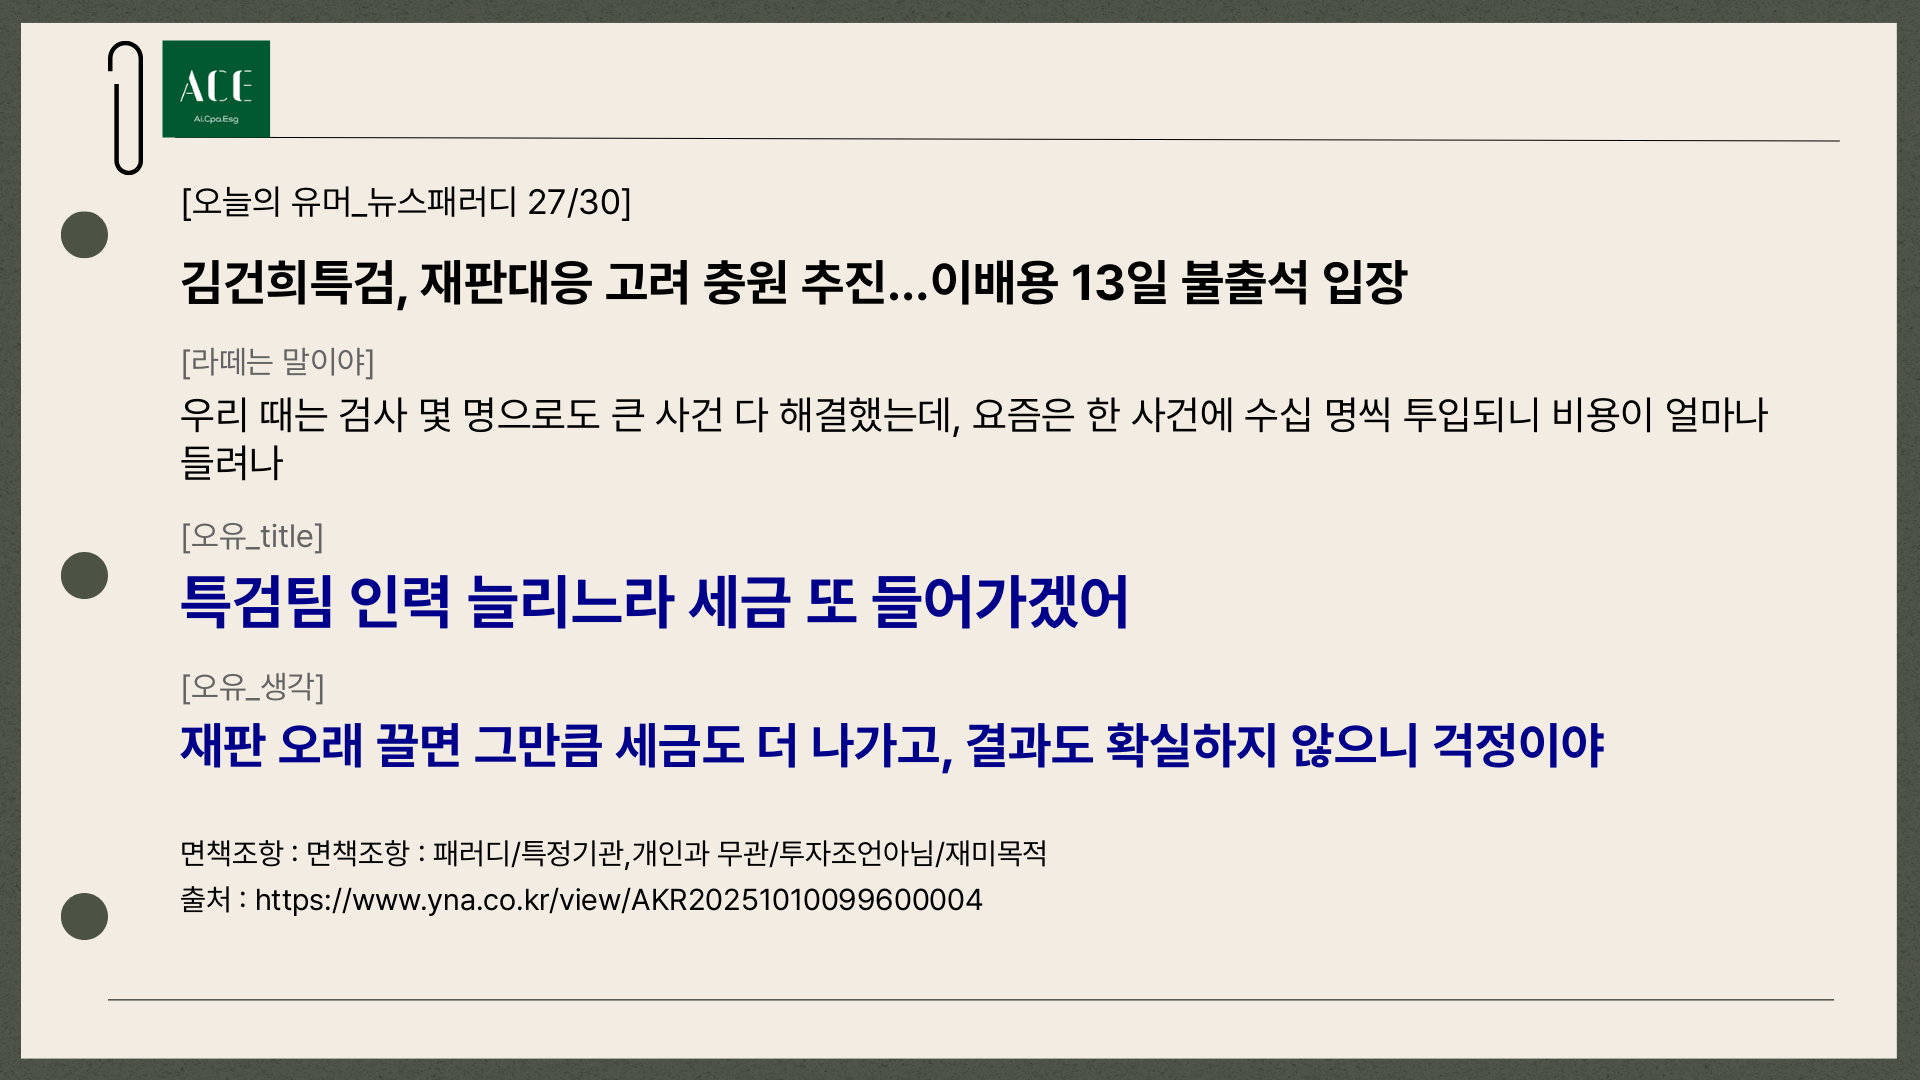 ACE
Ai.Cpa.Esg
[오늘의 유머_뉴스패러디 27/30]
김건희특검, 재판대응 고려 충원 추진...이배용 13일 불출석 입장
[라떼는 말이야]
우리 때는 검사 몇 명으로도 큰 사건 다 해결했는데, 요즘은 한 사건에 수십 명씩 투입되니 비용이 얼마나
들려나
[오유_title]
특검팀 인력 늘리느라 세금 또 들어가겠어
[오유_생각]
재판 오래 끌면 그만큼 세금도 더 나가고, 결과도 확실하지 않으니 걱정이야
면책조항 : 면책조항 : 패러디/특정기관,개인과 무관/투자조언아님/재미목적
출처 : https://www.yna.co.kr/view/AKR20251010099600004